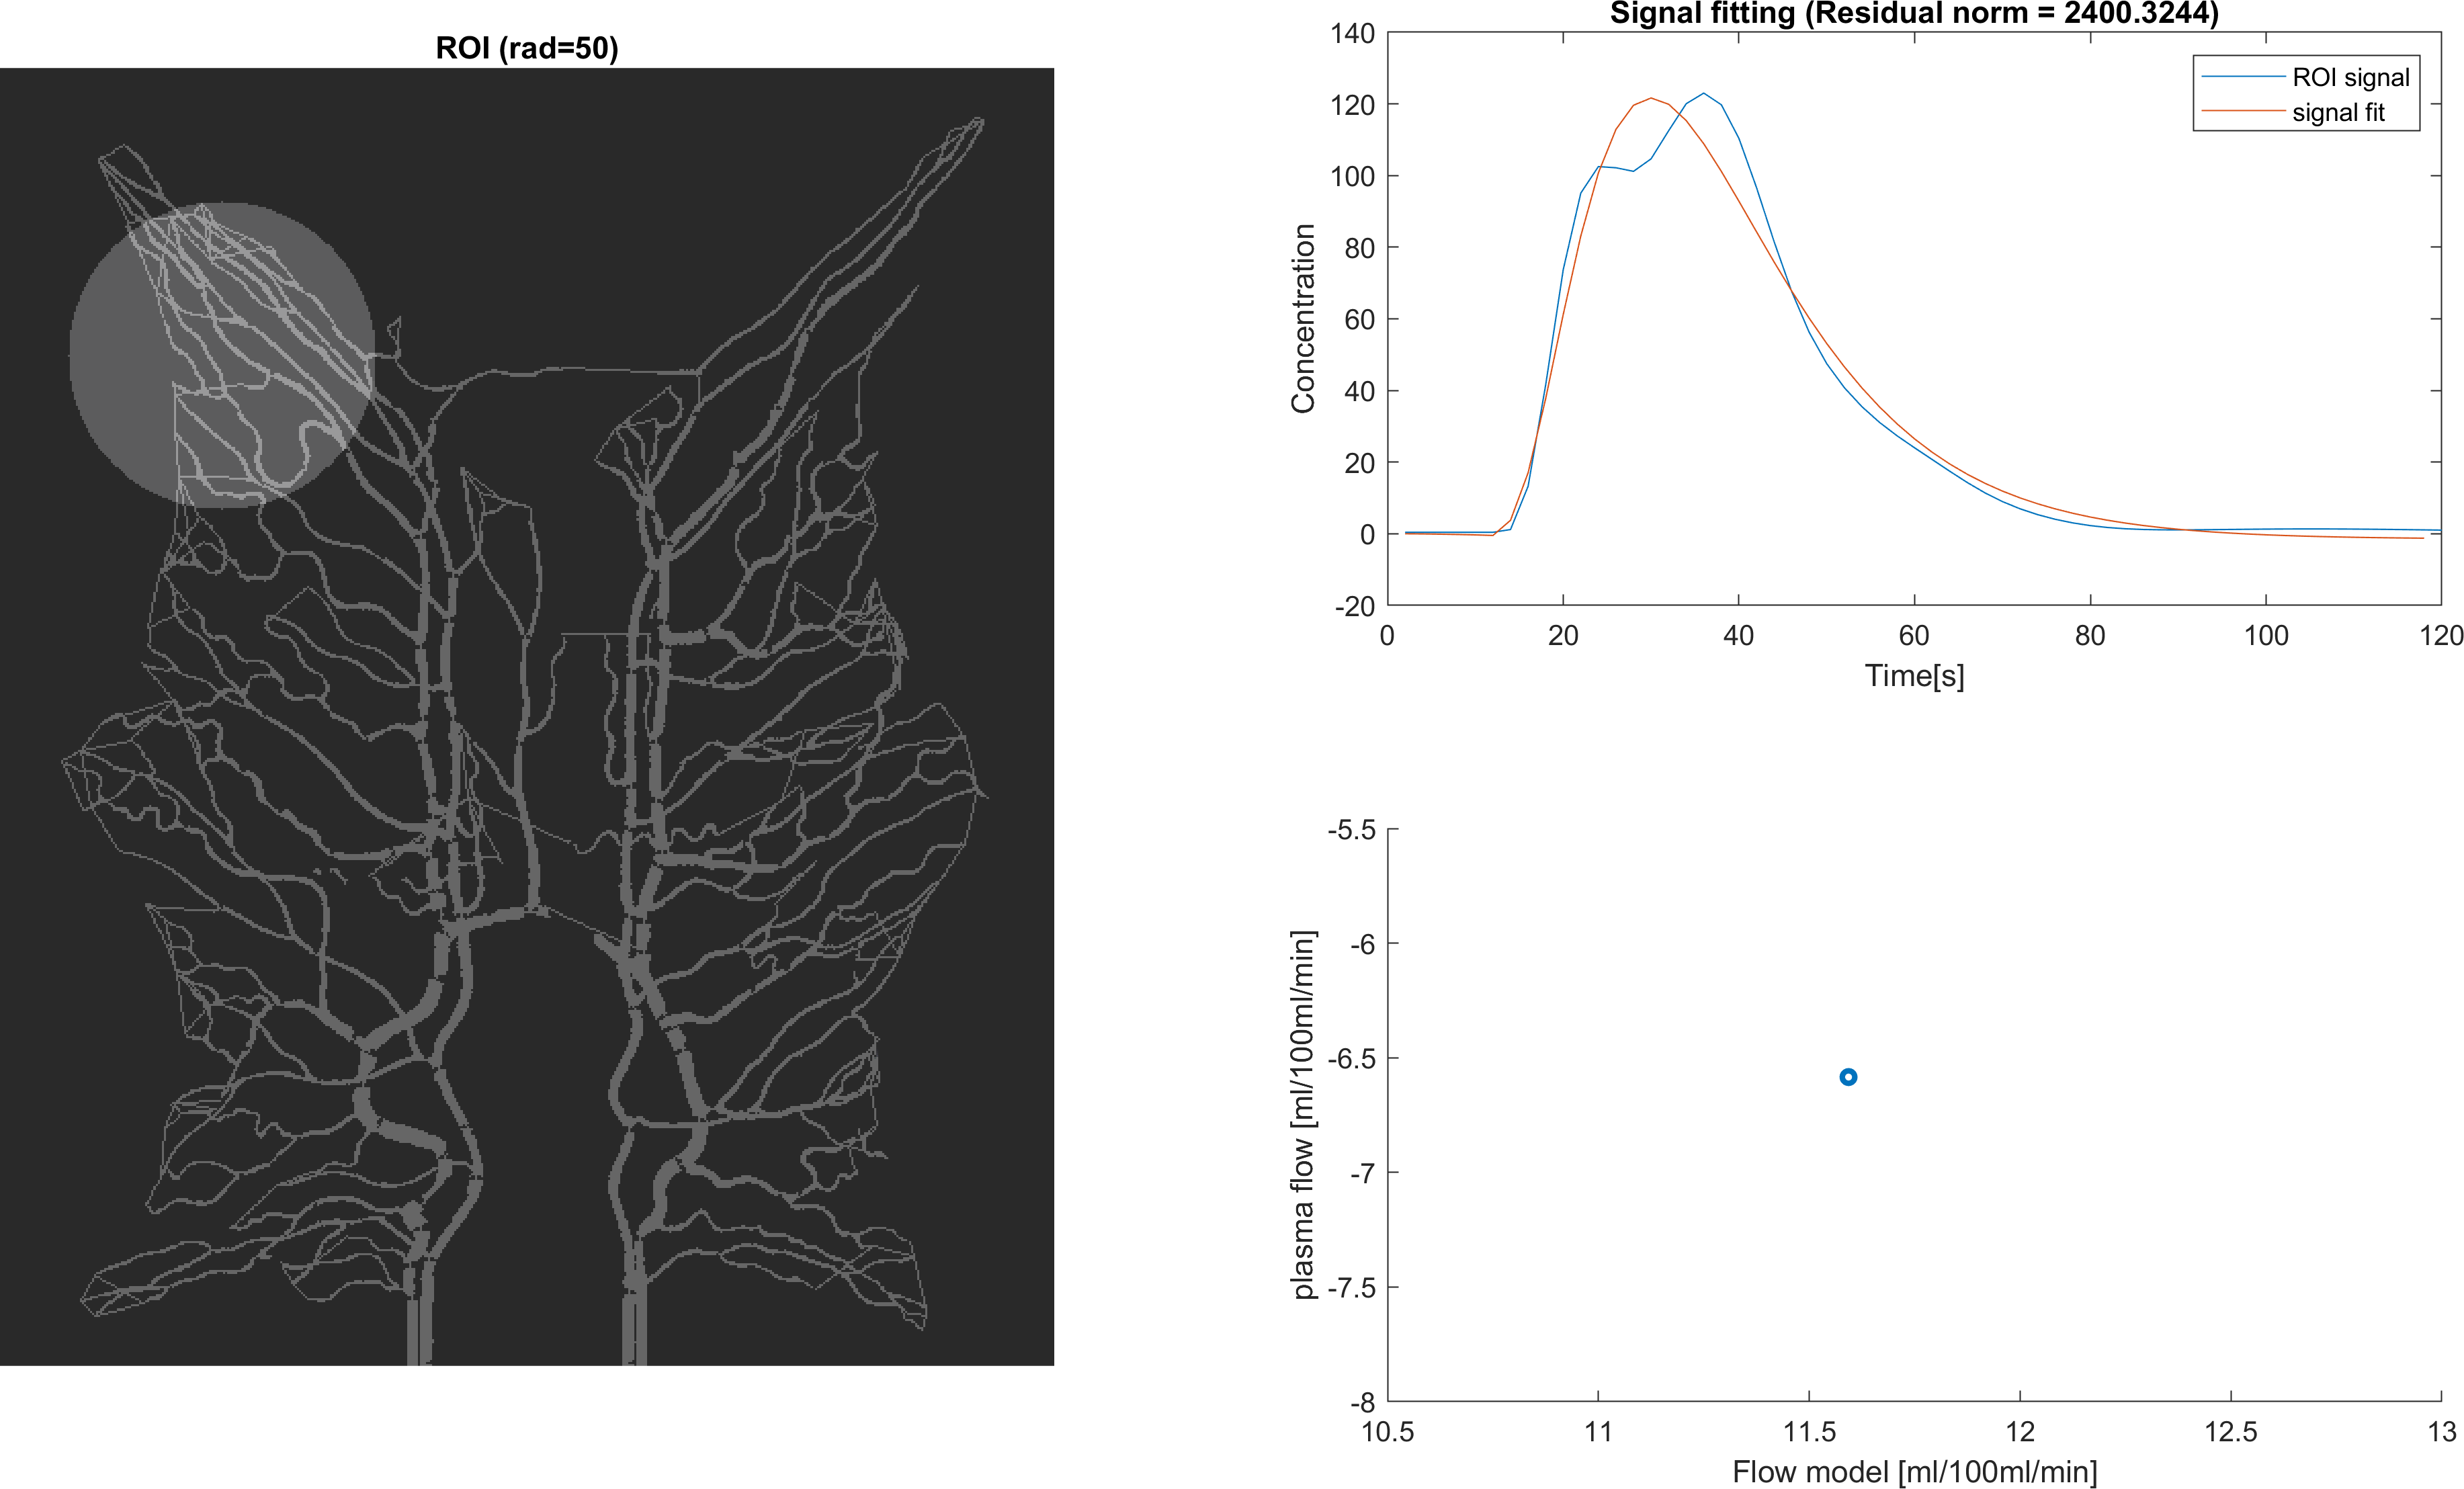 ROI (rad=50)
Signal fitting (Residual norm = 2400.3244)
140
120
100
80
60
40
20
0
-20
0 20 40 60 80 100 120
Concentration
Time[s]
ROI signal
signal fit
-5.5
-6
-6.5
-7
-7.5
-8
10.5 11 11.5 12 12.5 13
plasma flow [ml/100ml/min]
Flow model [ml/100ml/min]